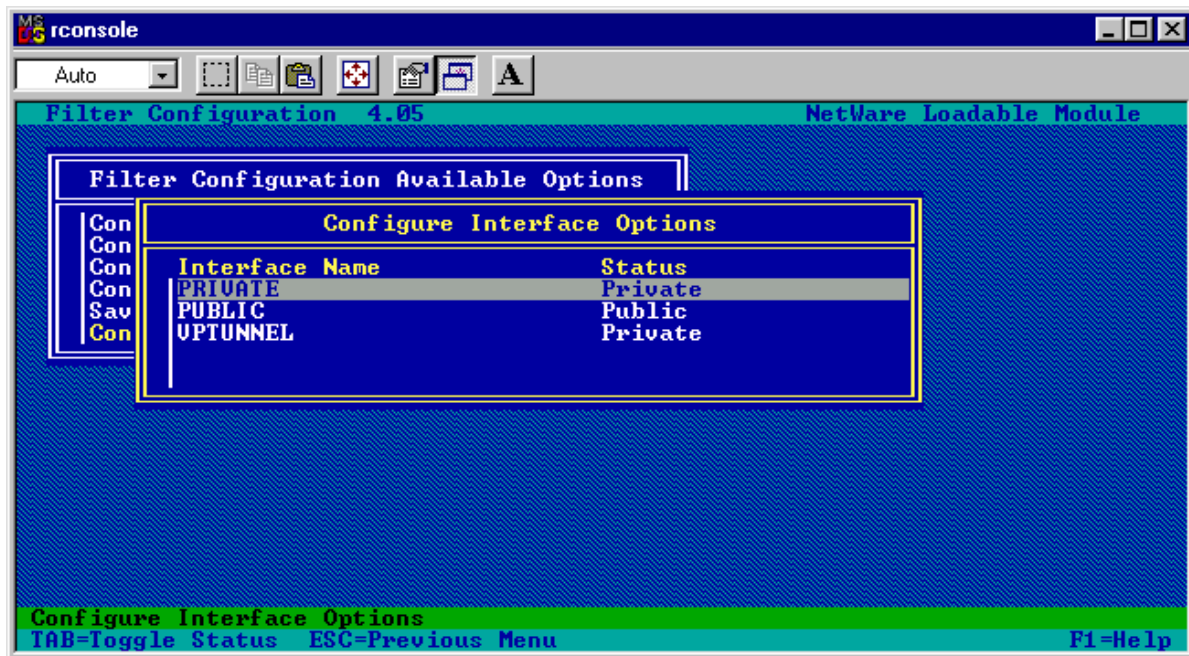 MS DOS rconsole
Auto A
Filter Configuration 4.05 NetWare Loadable Module
Filter Configuration Available Options
Con
Con
Con
Con
Sav
Con
Configure Interface Options
Interface Name Status
PRIVATE Private
PUBLIC Public
VPTUNNEL Private
Configure Interface Options
TAB=Toggle Status ESC=Previous Menu F1=Help